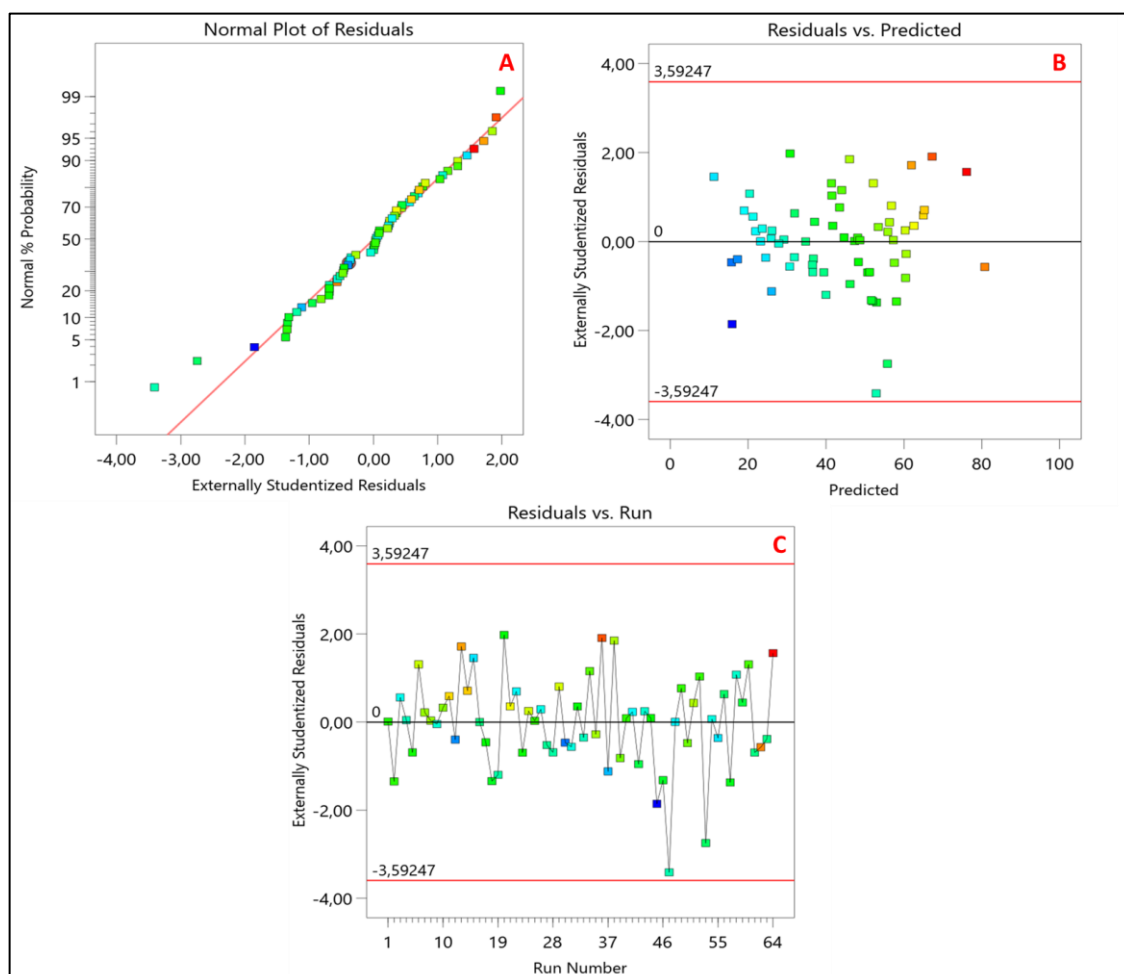 Normal Plot of Residuals
A
Normal % Probability
99
95
90
70
50
20
10
5
1
-4,00 -3,00 -2,00 -1,00 0,00 1,00 2,00
Externally Studentized Residuals
Residuals vs. Predicted
B
Externally Studentized Residuals
4,00
3,59247
2,00
0,00
0
-2,00
-3,59247
-4,00
0 20 40 60 80 100
Predicted
Residuals vs. Run
C
Externally Studentized Residuals
4,00
3,59247
2,00
0
0,00
-2,00
-3,59247
-4,00
1 10 19 28 37 46 55 64
Run Number